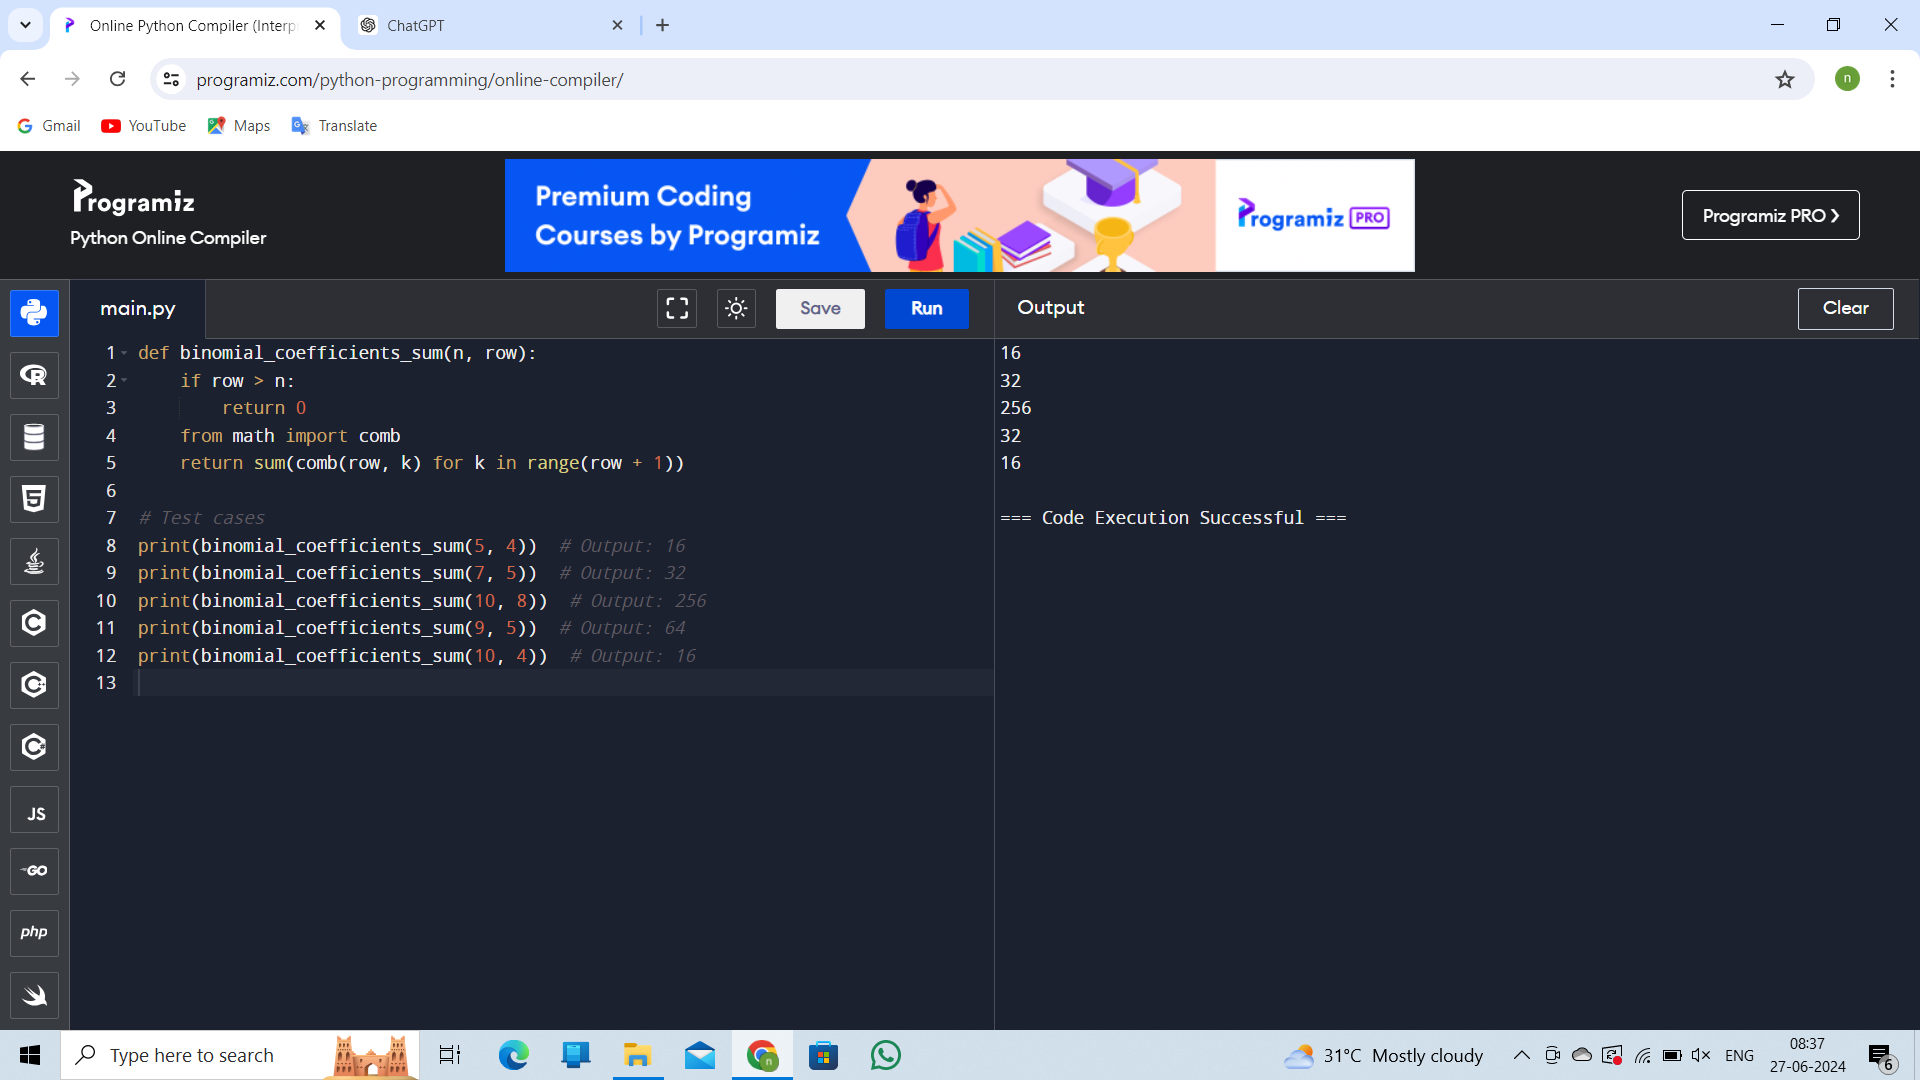 Online Python Compiler (Interp
ChatGPT
programiz.com/python-programming/online-compiler/
n
Gmail
YouTube
Maps
Translate
Programiz
Python Online Compiler
Premium Coding
Courses by Programiz
Programiz PRO
Programiz PRO
main.py
Save
Run
Output
Clear
1 def binomial_coefficients_sum(n, row):
2 if row > n:
3 return 0
4 from math import comb
5 return sum(comb(row, k) for k in range(row + 1))
6
7 # Test cases
8 print(binomial_coefficients_sum(5, 4)) # Output: 16
9 print(binomial_coefficients_sum(7, 5)) # Output: 32
10 print(binomial_coefficients_sum(10, 8)) # Output: 256
11 print(binomial_coefficients_sum(9, 5)) # Output: 64
12 print(binomial_coefficients_sum(10, 4)) # Output: 16
13
16
32
256
32
16
=== Code Execution Successful ===
R
5
C
C
C
JS
GO
php
Type here to search
n
31°C Mostly cloudy
ENG
08:37
27-06-2024
6